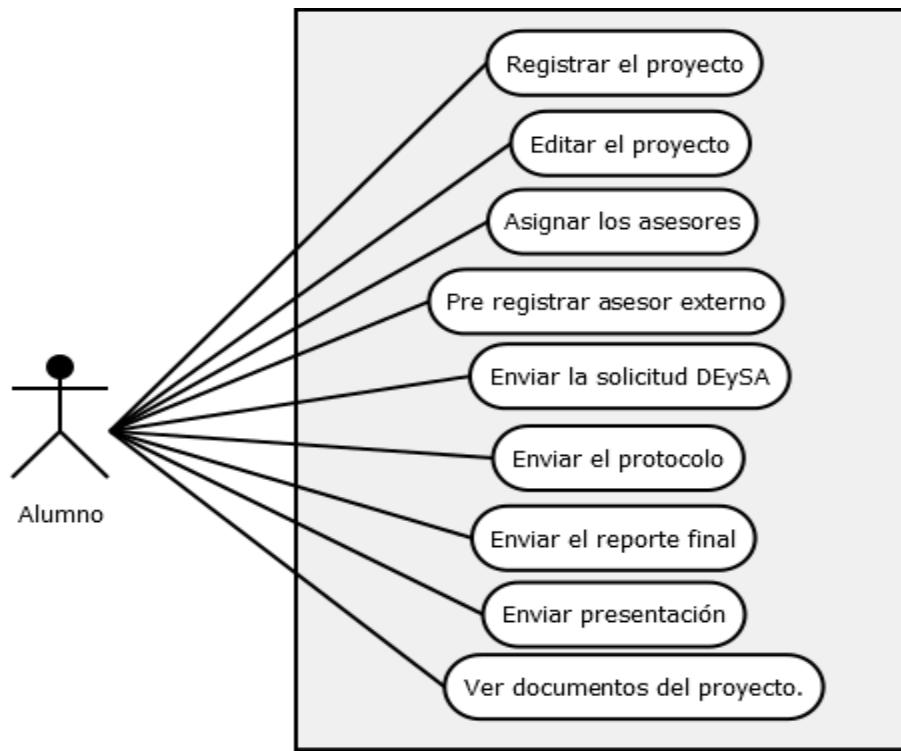 Registrar el proyecto
Editar el proyecto
Asignar los asesores
Pre registrar asesor externo
Enviar la solicitud DEySA
Enviar el protocolo
Alumno
Enviar el reporte final
Enviar presentación
Ver documentos del proyecto.